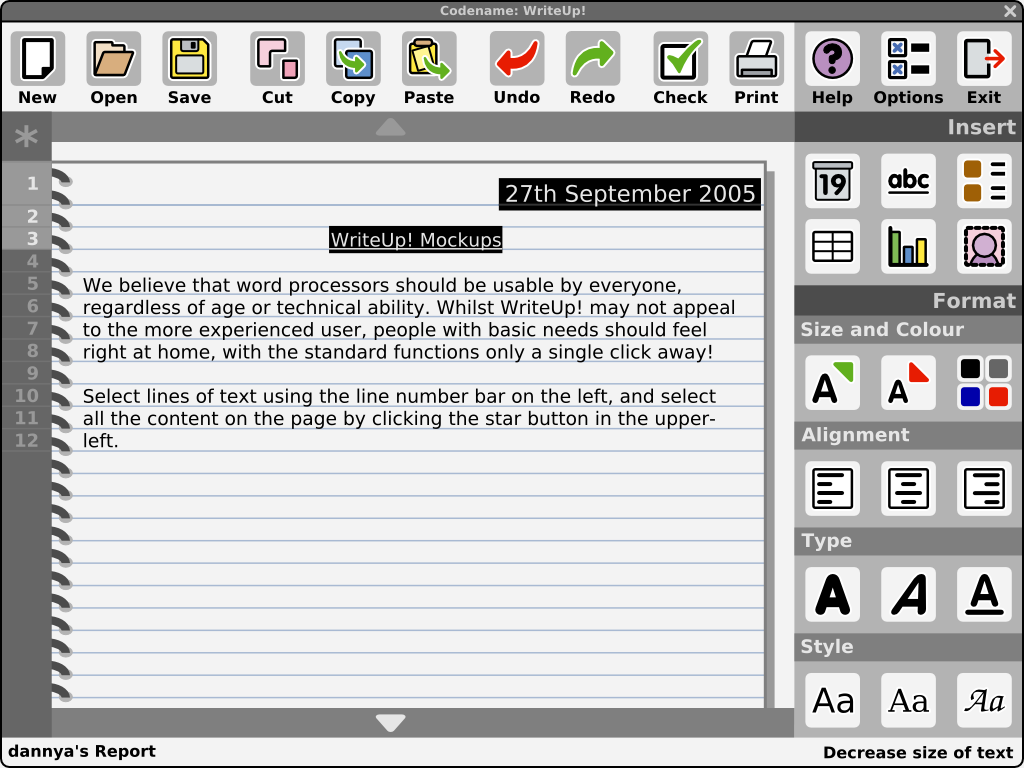 Codename: WriteUp!
New Open Save Cut Copy Paste Undo Redo Check Print Help Options Exit
*
Insert
19 abc
Format
Size and Colour
A A
Alignment
Type
A A A
Style
Aa Aa Aa
1 27th September 2005
2
3 WriteUp! Mockups
4
5 We believe that word processors should be usable by everyone,
6 regardless of age or technical ability. Whilst WriteUp! may not appeal
7 to the more experienced user, people with basic needs should feel
8 right at home, with the standard functions only a single click away!
9
10 Select lines of text using the line number bar on the left, and select
11 all the content on the page by clicking the star button in the upper-
12 left.
dannya's Report
Decrease size of text